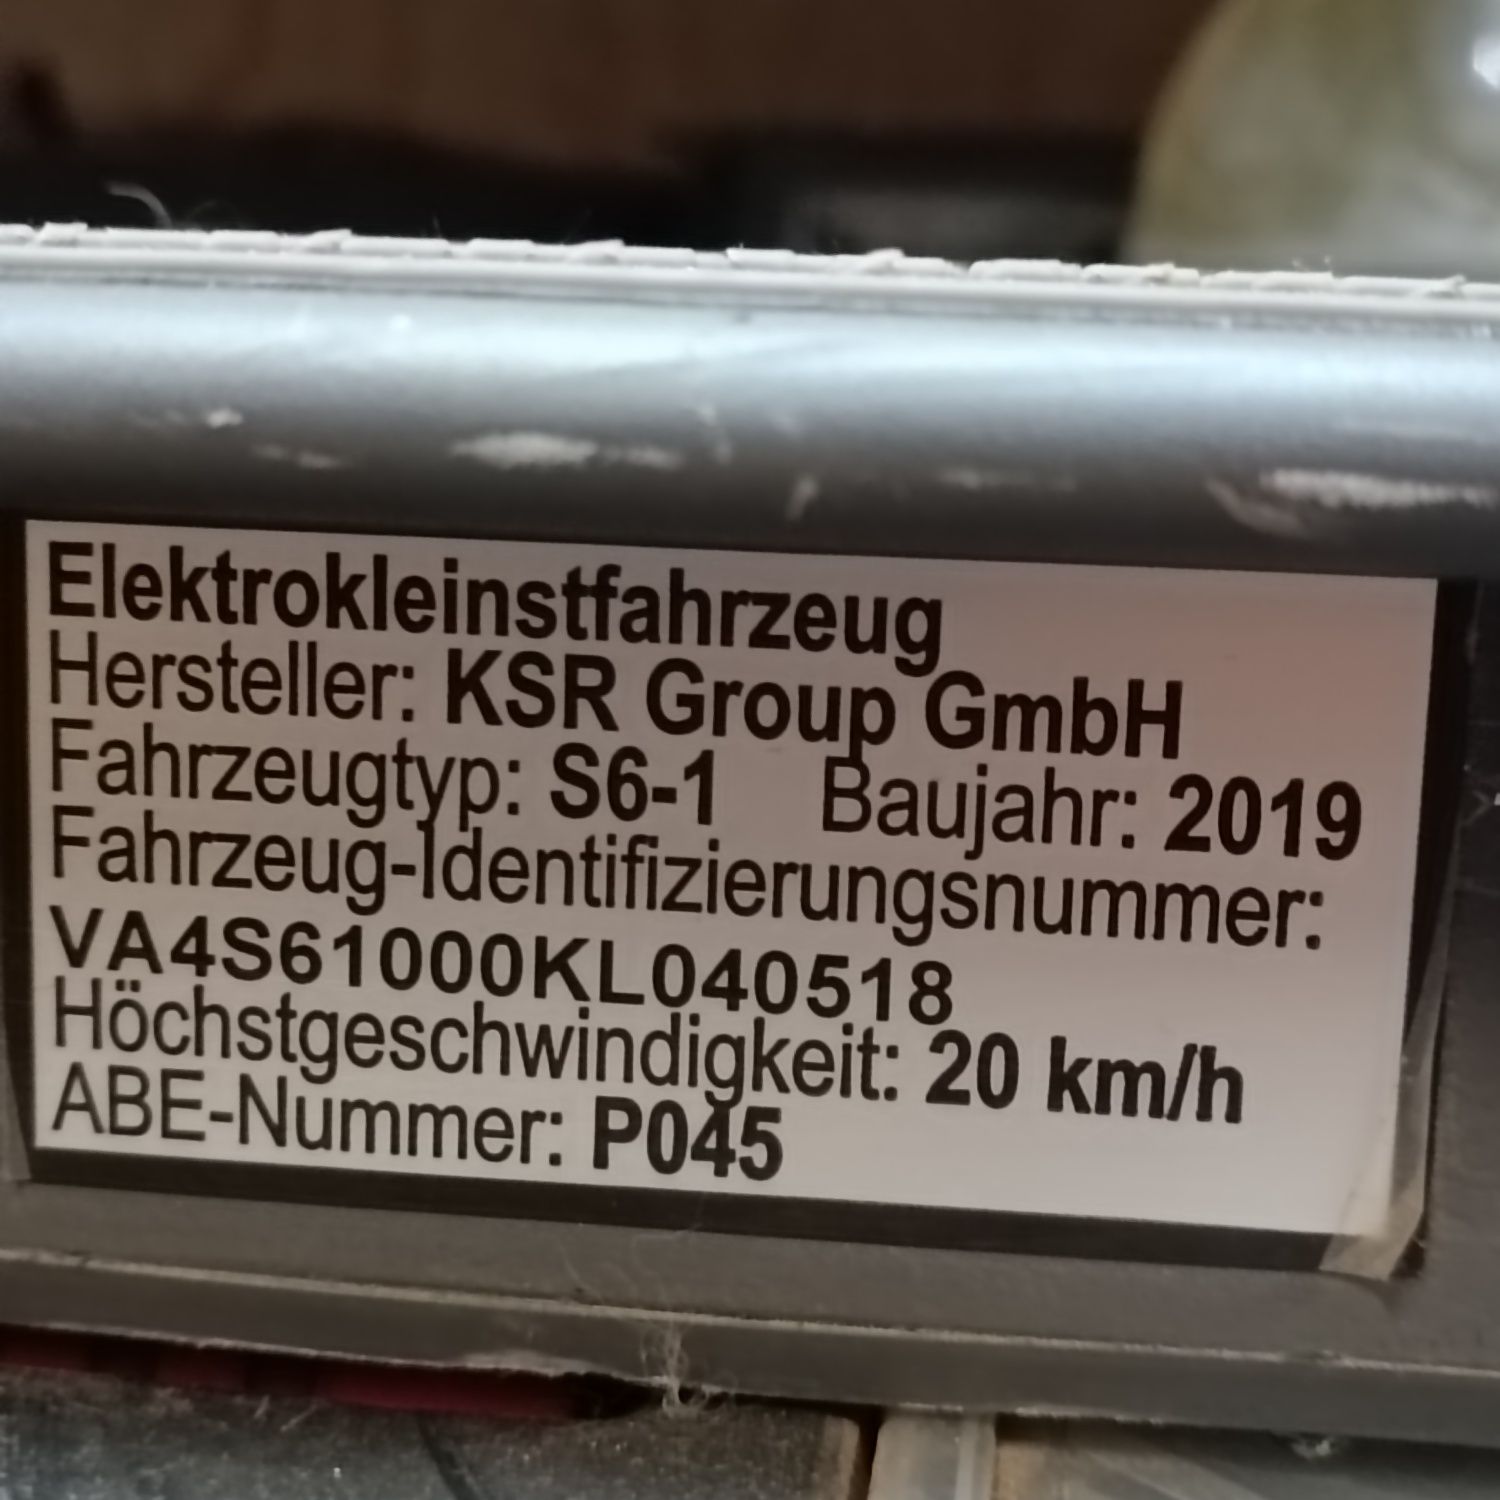 Elektrokleinstfahrzeug
Hersteller: KSR Group GmbH
Fahrzeugtyp: S6-1 Baujahr: 2019
Fahrzeug-Identifizierungsnummer:
VA4S61000KL040518
Höchstgeschwindigkeit: 20 km/h
ABE-Nummer: P045